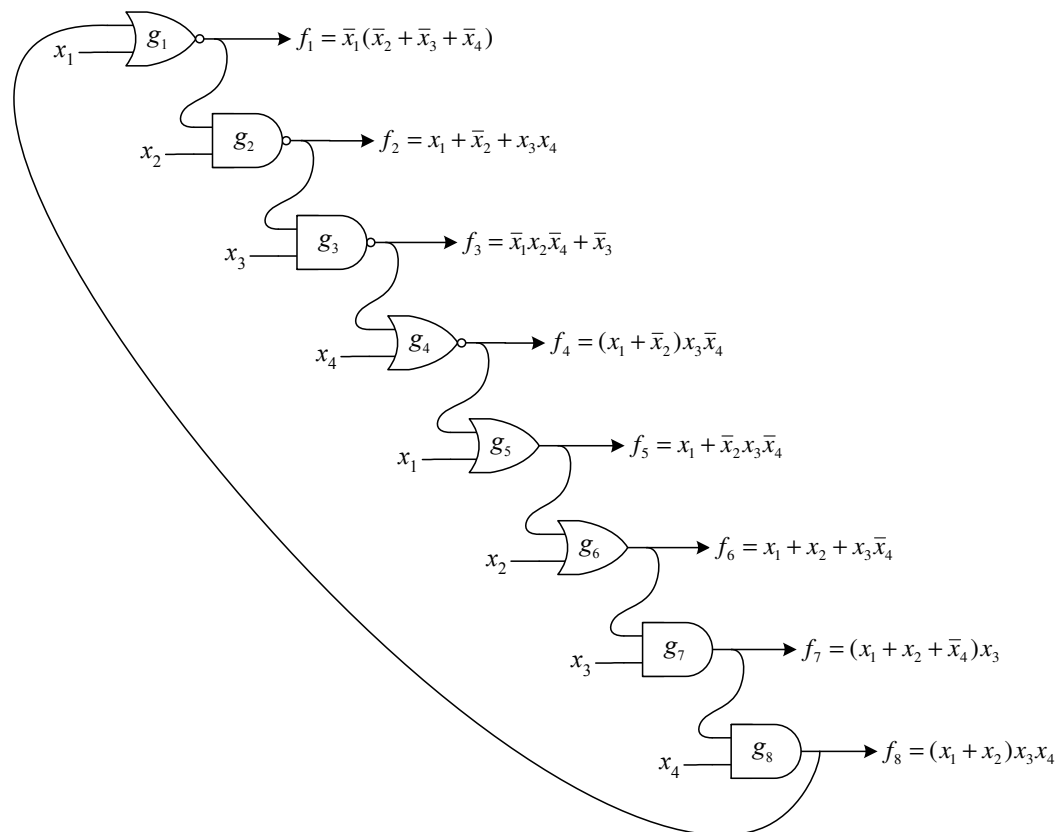 g₁
x₁
f₁ = x̄₁(x̄₂ + x̄₃ + x̄₄)
g₂
x₂
f₂ = x₁ + x̄₂ + x₃x₄
g₃
x₃
f₃ = x̄₁x₂x̄₄ + x̄₃
g₄
x₄
f₄ = (x₁ + x̄₂)x₃x̄₄
g₅
x₁
f₅ = x₁ + x̄₂x₃x̄₄
g₆
x₂
f₆ = x₁ + x₂ + x₃x̄₄
g₇
x₃
f₇ = (x₁ + x₂ + x̄₄)x₃
g₈
x₄
f₈ = (x₁ + x₂)x₃x₄